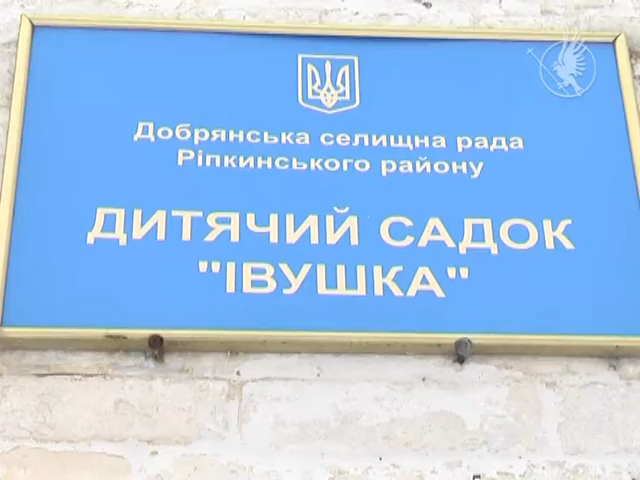 Добрянська селищна рада
Ріпкинського району
ДИТЯЧИЙ САДОК
"ІВУШКА"